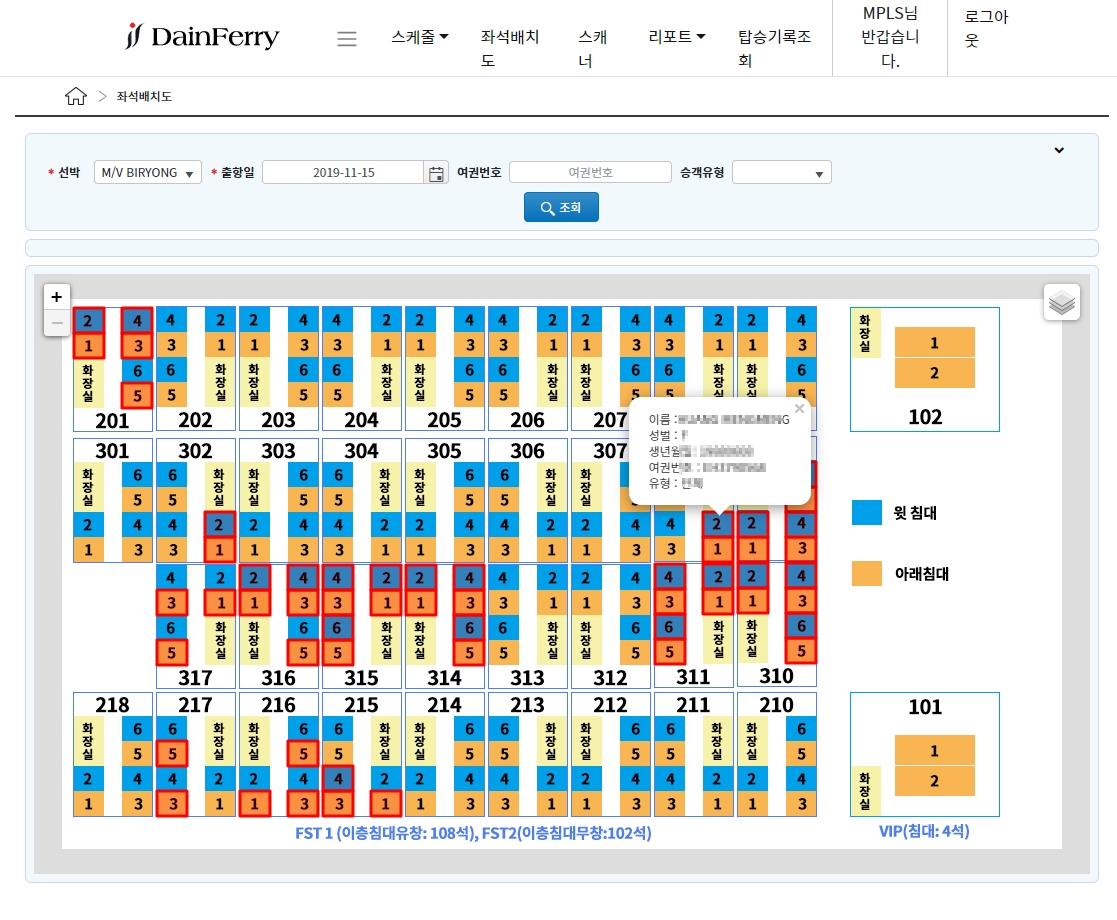 DainFerry
스케줄
좌석배치
도
스캐
너
리포트
탑승기록조
회
MPLS님
반갑습니
다.
로그아
웃
좌석배치도
* 선박 M/V BIRYONG * 출항일 2019-11-15 여권번호 여권번호 승객유형
조회
+
−
2 4 4 2 2 4 4 2 2 4 4 2 2 4 4 2 2 4
1 3 3 1 1 3 3 1 1 3 3 1 1 3 3 1 1 3
화장실 6 6 화장실 화장실 6 6 화장실 화장실 6 6 화장실 화장실 6 6 화장실 화장실 6
5 5 5 5 5 5 5 5 5
201 202 203 204 205 206 207
화장실
1
2
102
이름 :
성별 :
생년월
여권번
유형 :
301 302 303 304 305 306 307
화장실 6 6 화장실 화장실 6 6 화장실 화장실 6 6 화장실 화장실
5 5 5 5 5 5
2 4 4 2 2 4 4 2 2 4 4 2 2 4 4 2 2 4
1 3 3 1 1 3 3 1 1 3 3 1 1 3 3 1 1 3
윗 침대
아래침대
4 2 2 4 4 2 2 4 4 2 2 4 4 2 2 4
3 1 1 3 3 1 1 3 3 1 1 3 3 1 1 3
6 화장실 화장실 6 6 화장실 화장실 6 6 화장실 화장실 6 6 화장실 화장실 6
5 5 5 5 5 5 5 5
317 316 315 314 313 312 311 310
218 217 216 215 214 213 212 211 210
화장실 6 6 화장실 화장실 6 6 화장실 화장실 6 6 화장실 화장실 6 6 화장실 화장실 6
5 5 5 5 5 5 5 5 5
2 4 4 2 2 4 4 2 2 4 4 2 2 4 4 2 2 4
1 3 3 1 1 3 3 1 1 3 3 1 1 3 3 1 1 3
101
1
2
화장실
FST 1 (이층침대유창: 108석), FST2(이층침대무창:102석)
VIP(침대: 4석)